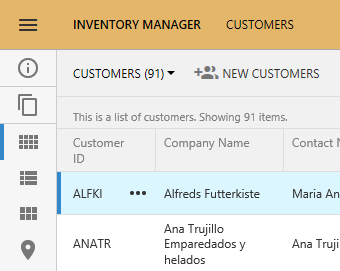 INVENTORY MANAGER CUSTOMERS
CUSTOMERS (91) NEW CUSTOMERS
This is a list of customers. Showing 91 items.
Customer ID Company Name Contact N
ALFKI ••• Alfreds Futterkiste Maria An
ANATR Ana Trujillo Emparedados y helados Ana Truj